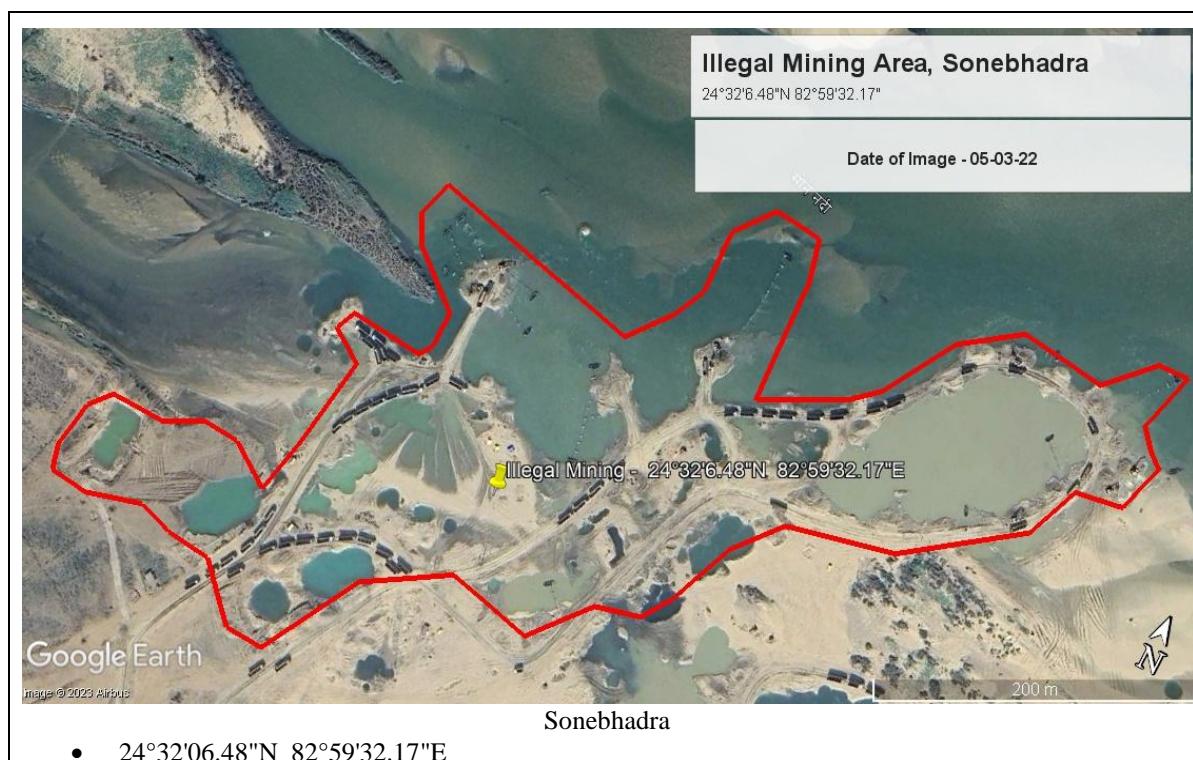 Illegal Mining Area, Sonebhadra
24°32'6.48"N 82°59'32.17"
Date of Image - 05-03-22
सोन नदी
Illegal Mining - 24°32'6.48"N 82°59'32.17"E
Google Earth
Image © 2023 Airbus
N
200 m
Sonebhadra
• 24°32'06.48"N 82°59'32.17"E